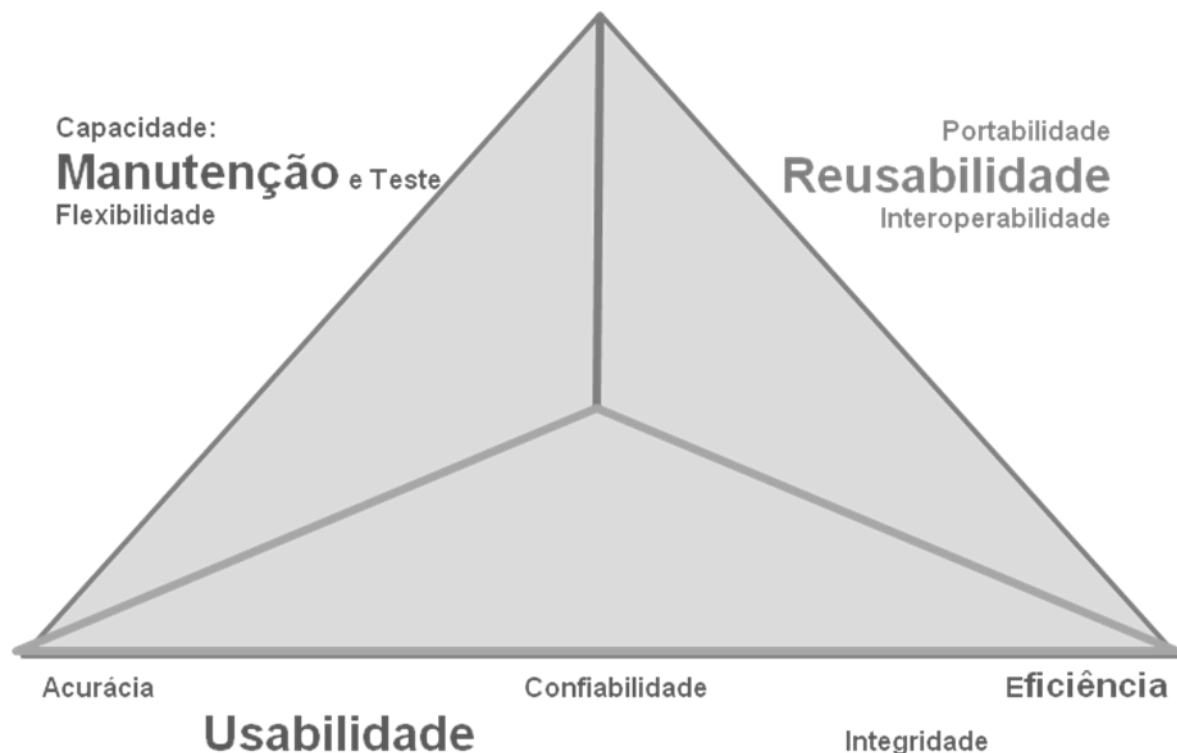 Capacidade:
Manutenção e Teste
Flexibilidade
Portabilidade
Reusabilidade
Interoperabilidade
Acurácia Confiabilidade Eficiência
Usabilidade Integridade